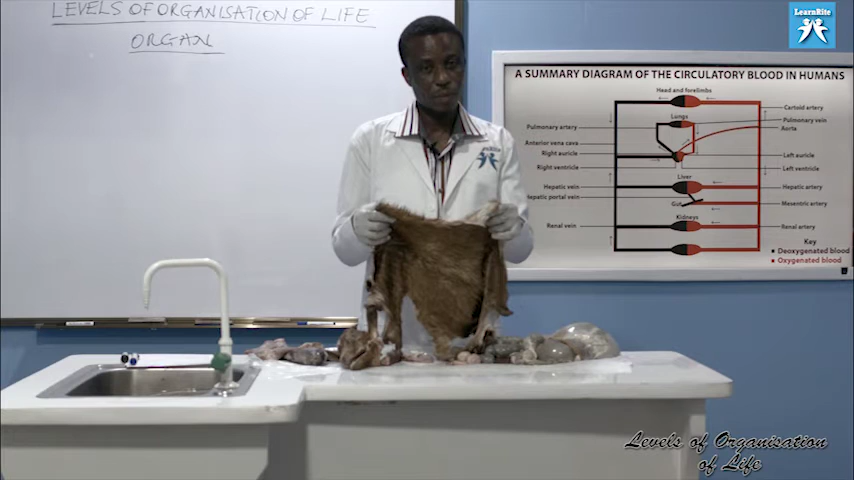 LEVELS OF ORGANISATION OF LIFE
ORGAN
LearnRite
A SUMMARY DIAGRAM OF THE CIRCULATORY BLOOD IN HUMANS
Head and forelimbs
Cartoid artery
Lungs
Pulmonary vein
Pulmonary artery
Aorta
Anterior vena cava
Right auricle
Left auricle
Right ventricle
Left ventricle
Liver
Hepatic vein
Hepatic artery
Hepatic portal vein
Gut
Mesentric artery
Kidneys
Renal vein
Renal artery
Key
Deoxygenated blood
Oxygenated blood
Levels of Organisation
of Life